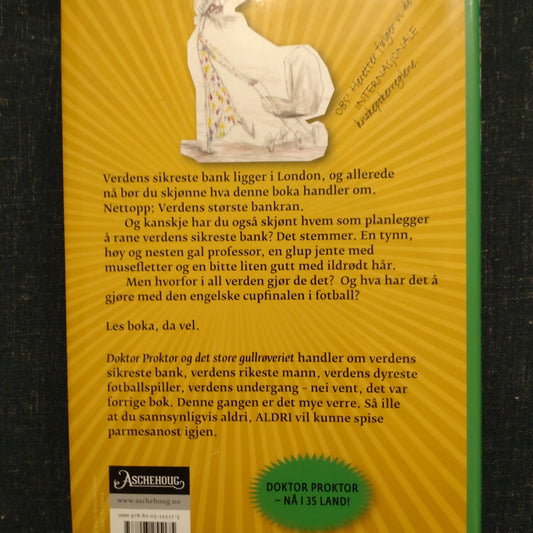 OBS! Heretter følger vi de
INTERNASJONALE
knokepokerreglene
Verdens sikreste bank ligger i London, og allerede
nå bør du skjønne hva denne boka handler om.
Nettopp: Verdens største bankran.
Og kanskje har du også skjønt hvem som planlegger
å rane verdens sikreste bank? Det stemmer. En tynn,
høy og nesten gal professor, en glup jente med
musefletter og en bitte liten gutt med ildrødt hår.
Men hvorfor i all verden gjør de det? Og hva har det å
gjøre med den engelske cupfinalen i fotball?
Les boka, da vel.
Doktor Proktor og det store gullrøveriet handler om verdens
sikreste bank, verdens rikeste mann, verdens dyreste
fotballspiller, verdens undergang – nei vent, det var
forrige bok. Denne gangen er det mye verre. Så ille
at du sannsynligvis aldri, ALDRI vil kunne spise
parmesanost igjen.
ASCHEHOUG
www.aschehoug.no
DOKTOR PROKTOR
– NÅ I 35 LAND!